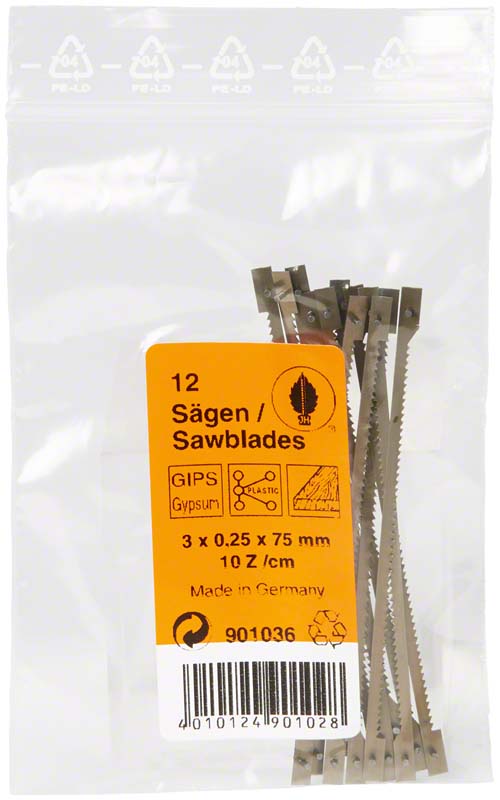 04 04 04 04 04
PE-LD PE-LD PE-LD PE-LD PE-LD
12
Sägen /
Sawblades
JH
®
GIPS
Gypsum
PLASTIC
3 x 0,25 x 75 mm
10 Z /cm
Made in Germany
901036
4010124901028